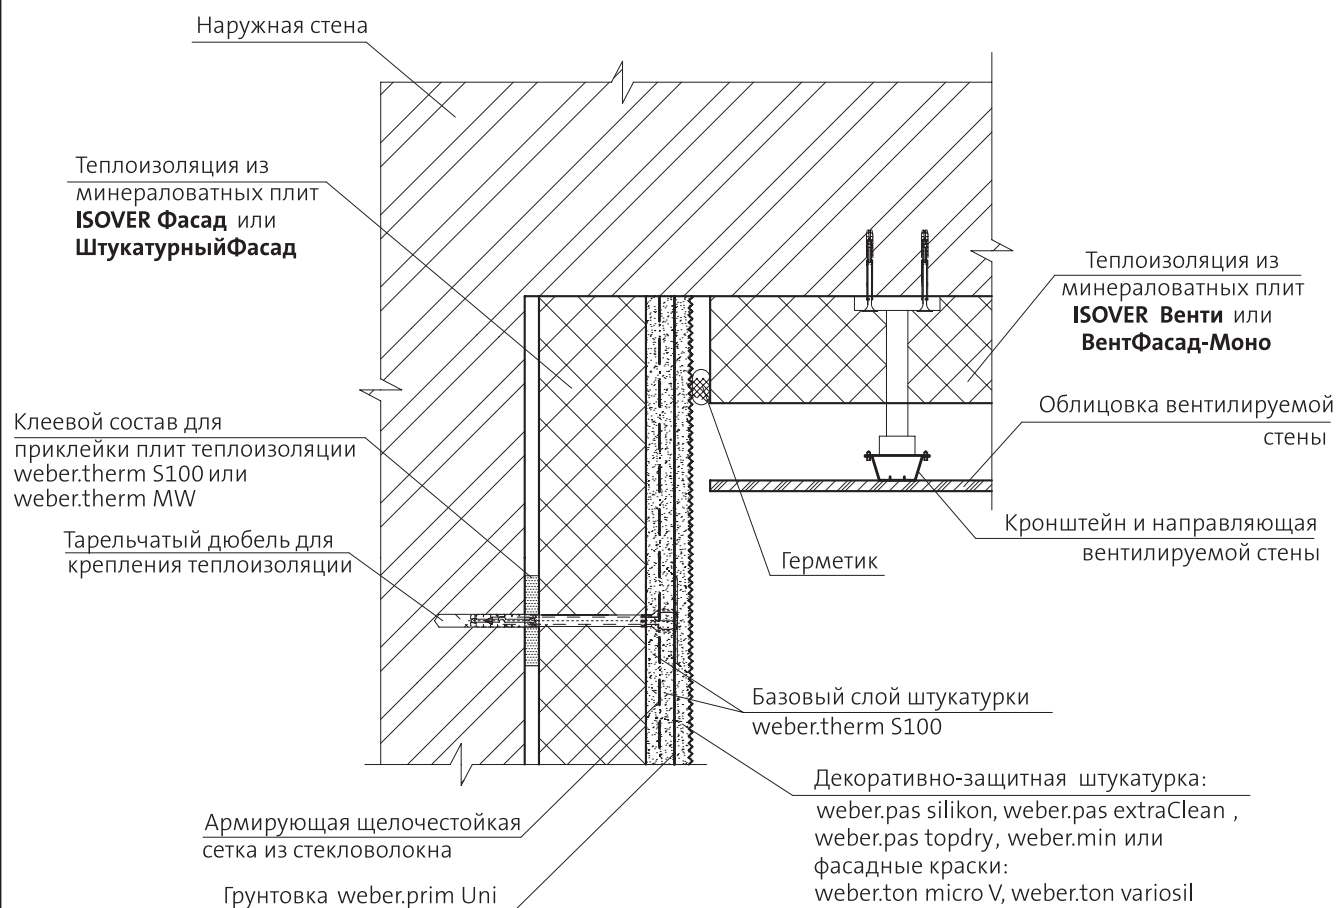 Наружная стена
Теплоизоляция из
минераловатных плит
ISOVER Фасад или
ШтукатурныйФасад
Теплоизоляция из
минераловатных плит
ISOVER Венти или
ВентФасад-Моно
Облицовка вентилируемой
стены
Клеевой состав для
приклейки плит теплоизоляции
weber.therm S100 или
weber.therm MW
Тарельчатый дюбель для
крепления теплоизоляции
Кронштейн и направляющая
вентилируемой стены
Герметик
Базовый слой штукатурки
weber.therm S100
Декоративно-защитная штукатурка:
weber.pas silikon, weber.pas extraClean ,
weber.pas topdry, weber.min или
фасадные краски:
weber.ton micro V, weber.ton variosil
Армирующая щелочестойкая
сетка из стекловолокна
Грунтовка weber.prim Uni